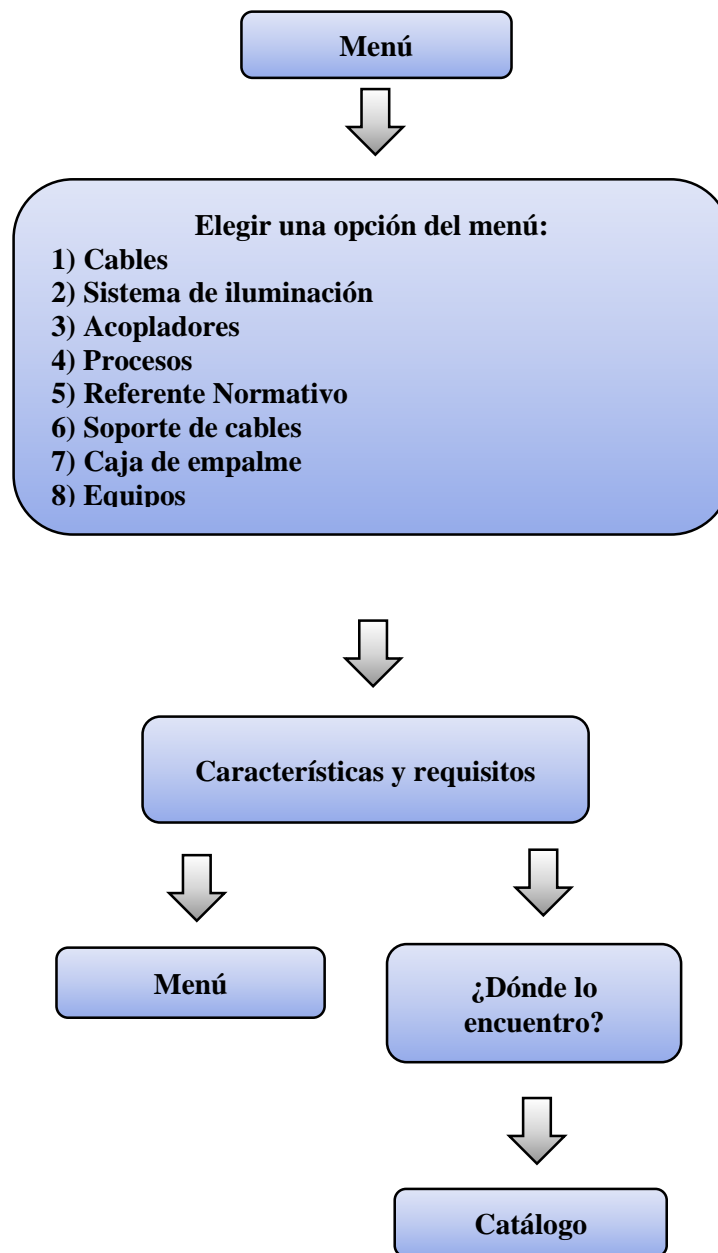 Menú
Elegir una opción del menú:
1) Cables
2) Sistema de iluminación
3) Acopladores
4) Procesos
5) Referente Normativo
6) Soporte de cables
7) Caja de empalme
8) Equipos
Características y requisitos
Menú
¿Dónde lo
encuentro?
Catálogo